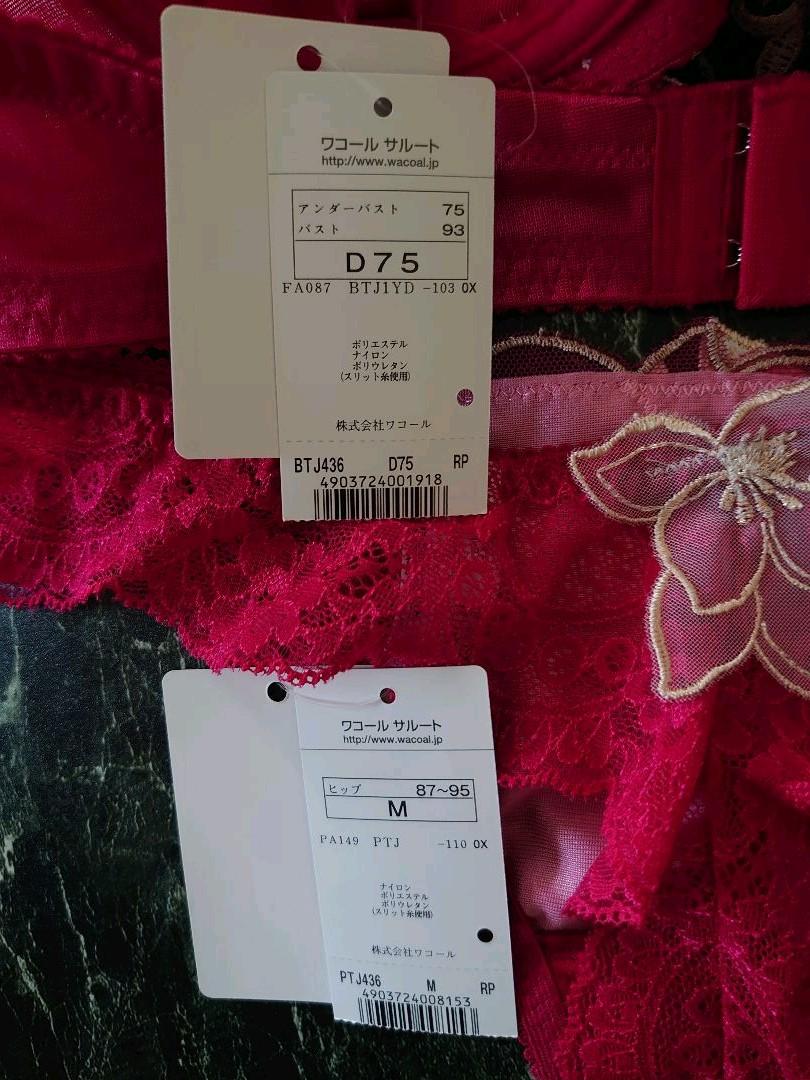 ワコール サルート
http://www.wacoal.jp
アンダーバスト 75
バスト 93
D75
FA087 BTJ1YD -103 OX
ポリエステル
ナイロン
ポリウレタン
(スリット糸使用)
株式会社ワコール
BTJ436 D75 RP
4903724001918
ワコール サルート
http://www.wacoal.jp
ヒップ 87~95
M
PA149 PTJ -110 OX
ナイロン
ポリエステル
ポリウレタン
(スリット糸使用)
株式会社ワコール
PTJ436 M RP
4903724008153